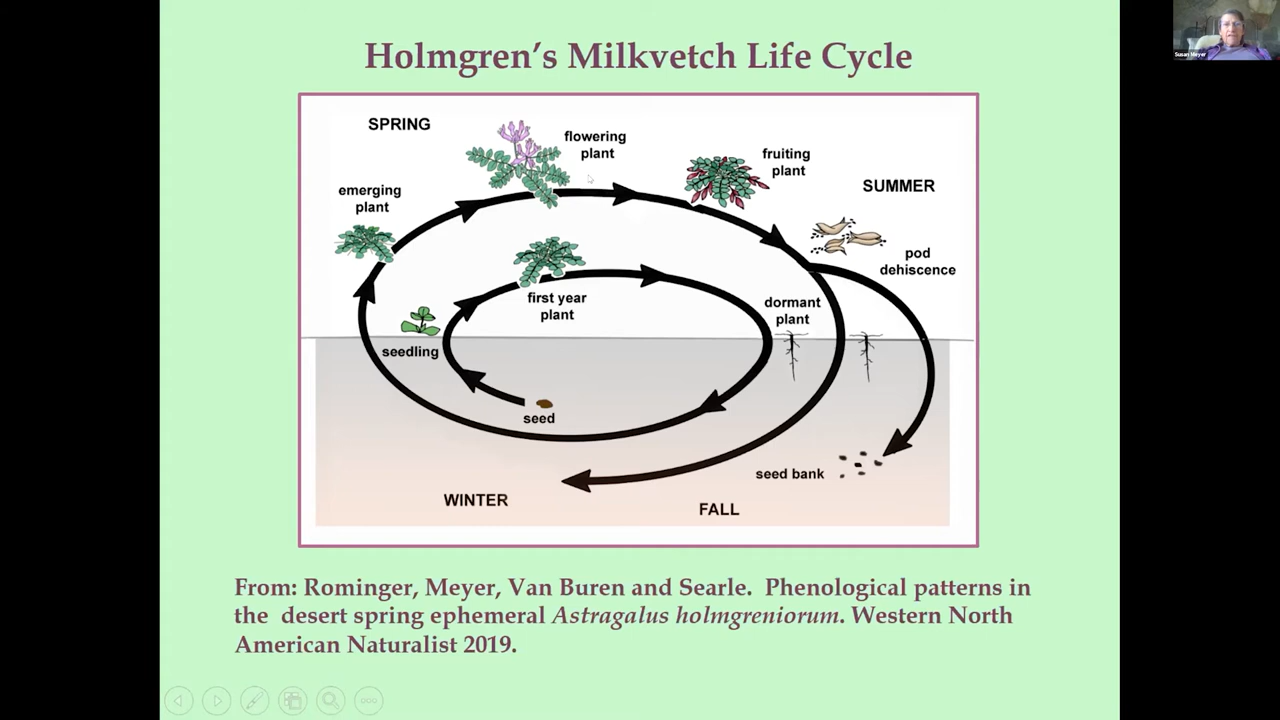 Holmgren’s Milkvetch Life Cycle
Susan Meyer
SPRING
flowering
plant
fruiting
plant
SUMMER
emerging
plant
pod
dehiscence
first year
plant
dormant
plant
seedling
seed
seed bank
WINTER
FALL
From: Rominger, Meyer, Van Buren and Searle. Phenological patterns in
the desert spring ephemeral Astragalus holmgreniorum. Western North
American Naturalist 2019.